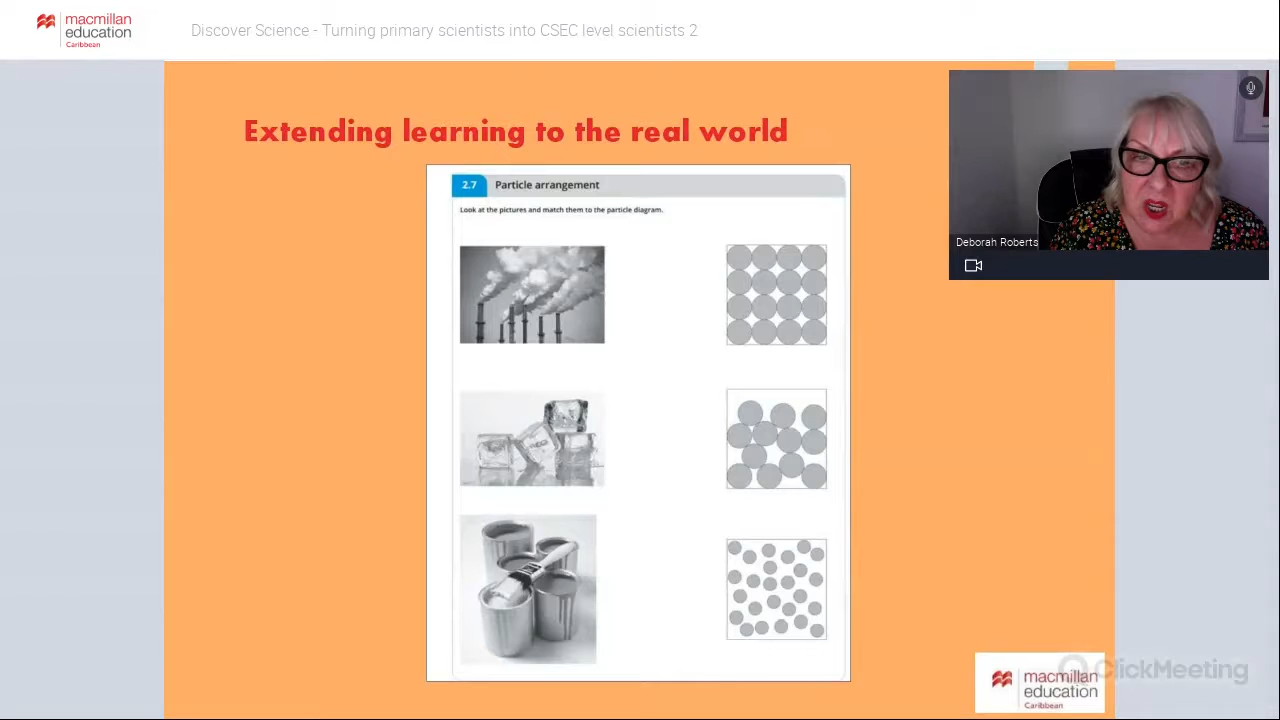 macmillan
education
Caribbean
Discover Science - Turning primary scientists into CSEC level scientists 2
Extending learning to the real world
2.7 Particle arrangement
Look at the pictures and match them to the particle diagram.
Deborah Roberts
ClickMeeting
macmillan
education
Caribbean